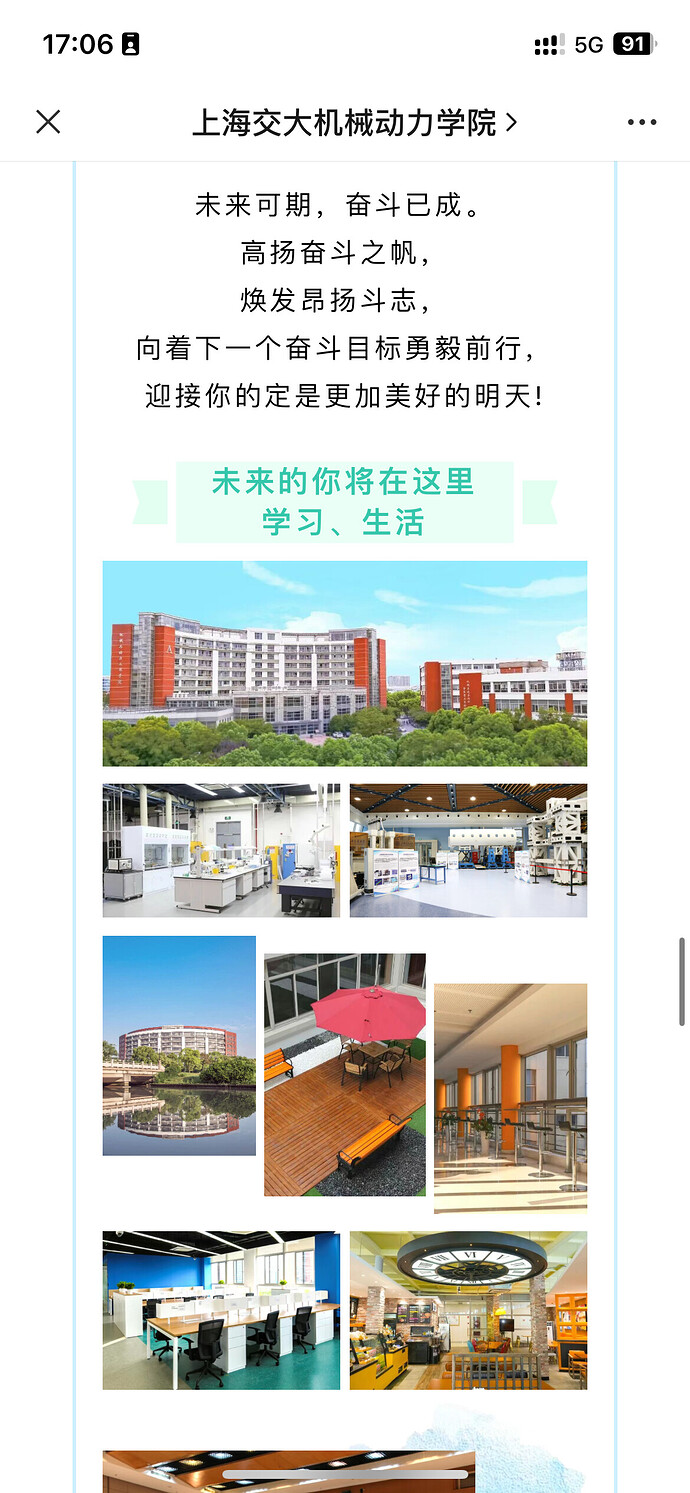 17:06
5G
91
上海交大机械动力学院
未来可期，奋斗已成。
高扬奋斗之帆，
焕发昂扬斗志，
向着下一个奋斗目标勇毅前行，
迎接你的定是更加美好的明天!
未来的你将在这里
学习、生活
A